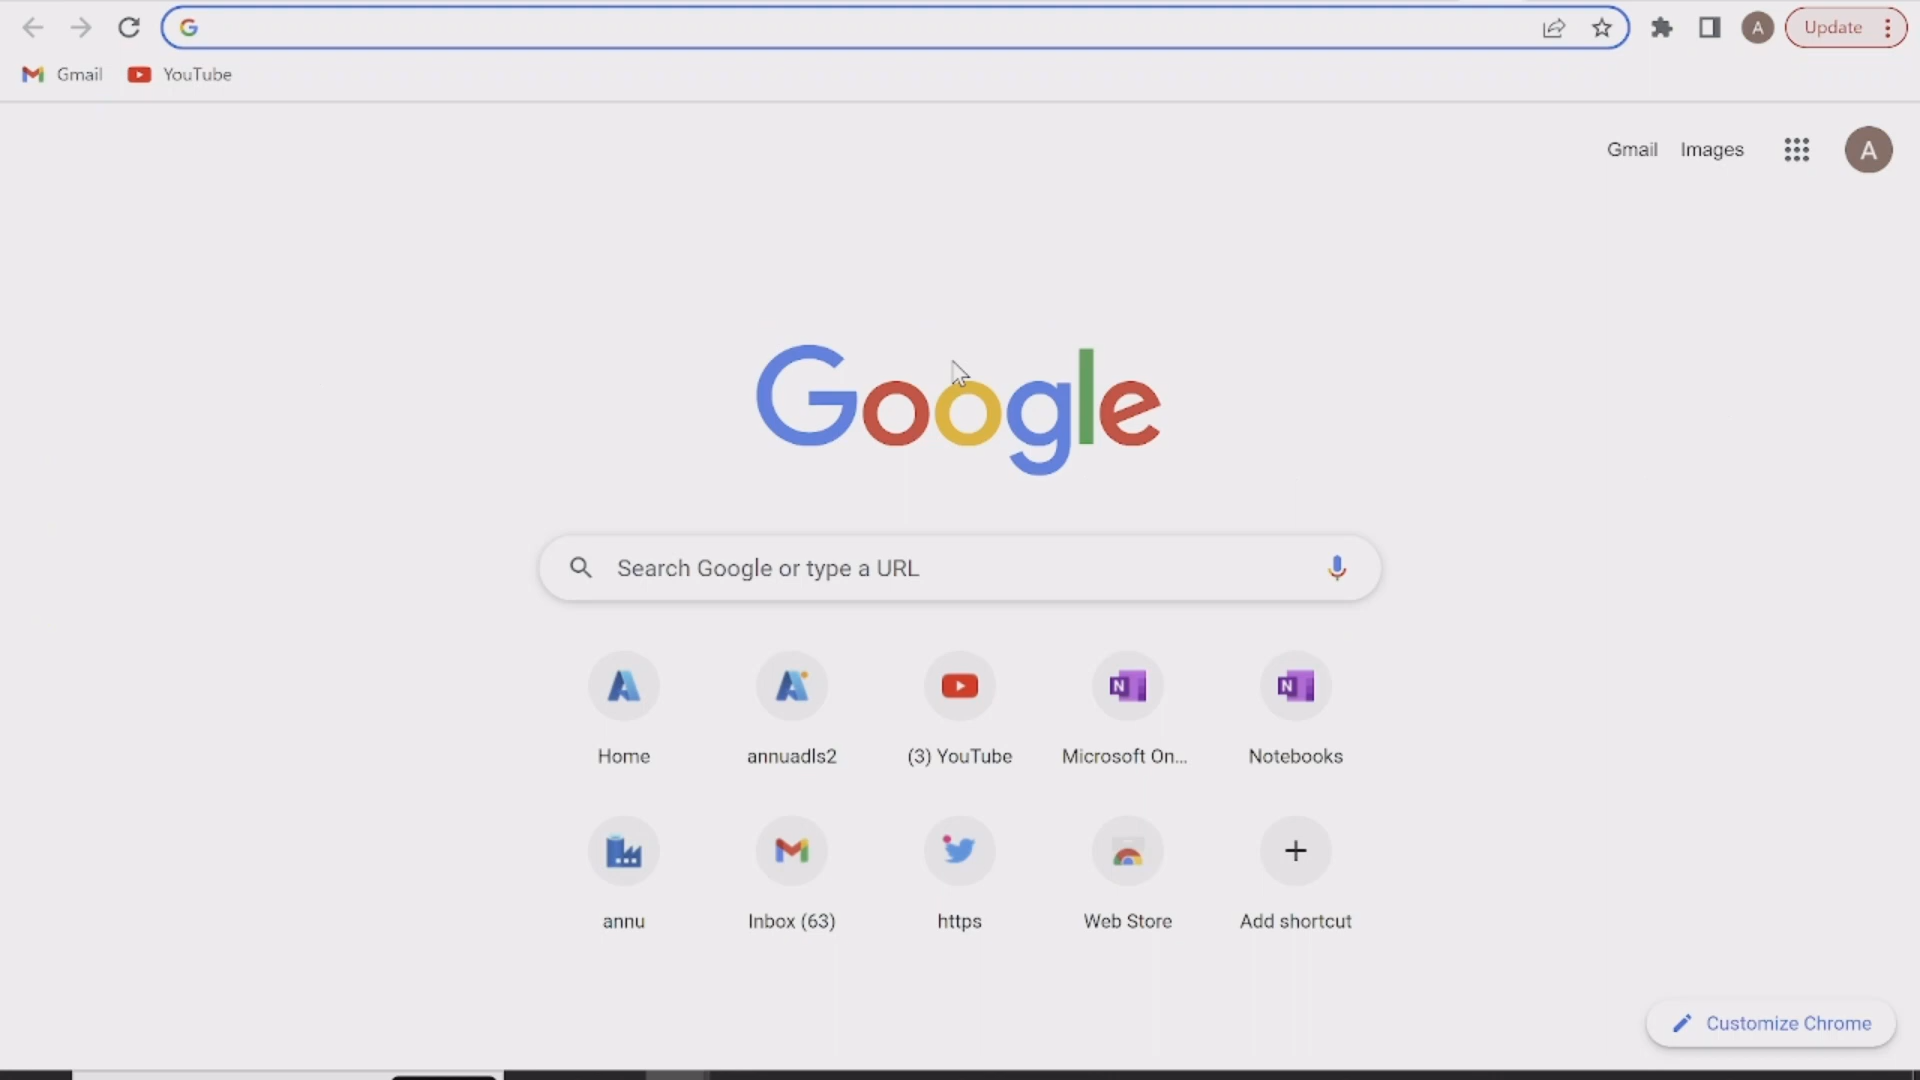 Update
Gmail YouTube
Gmail Images
A
A
Google
Search Google or type a URL
Home annuadls2 (3) YouTube Microsoft On... Notebooks
annu Inbox (63) https Web Store Add shortcut
Customize Chrome